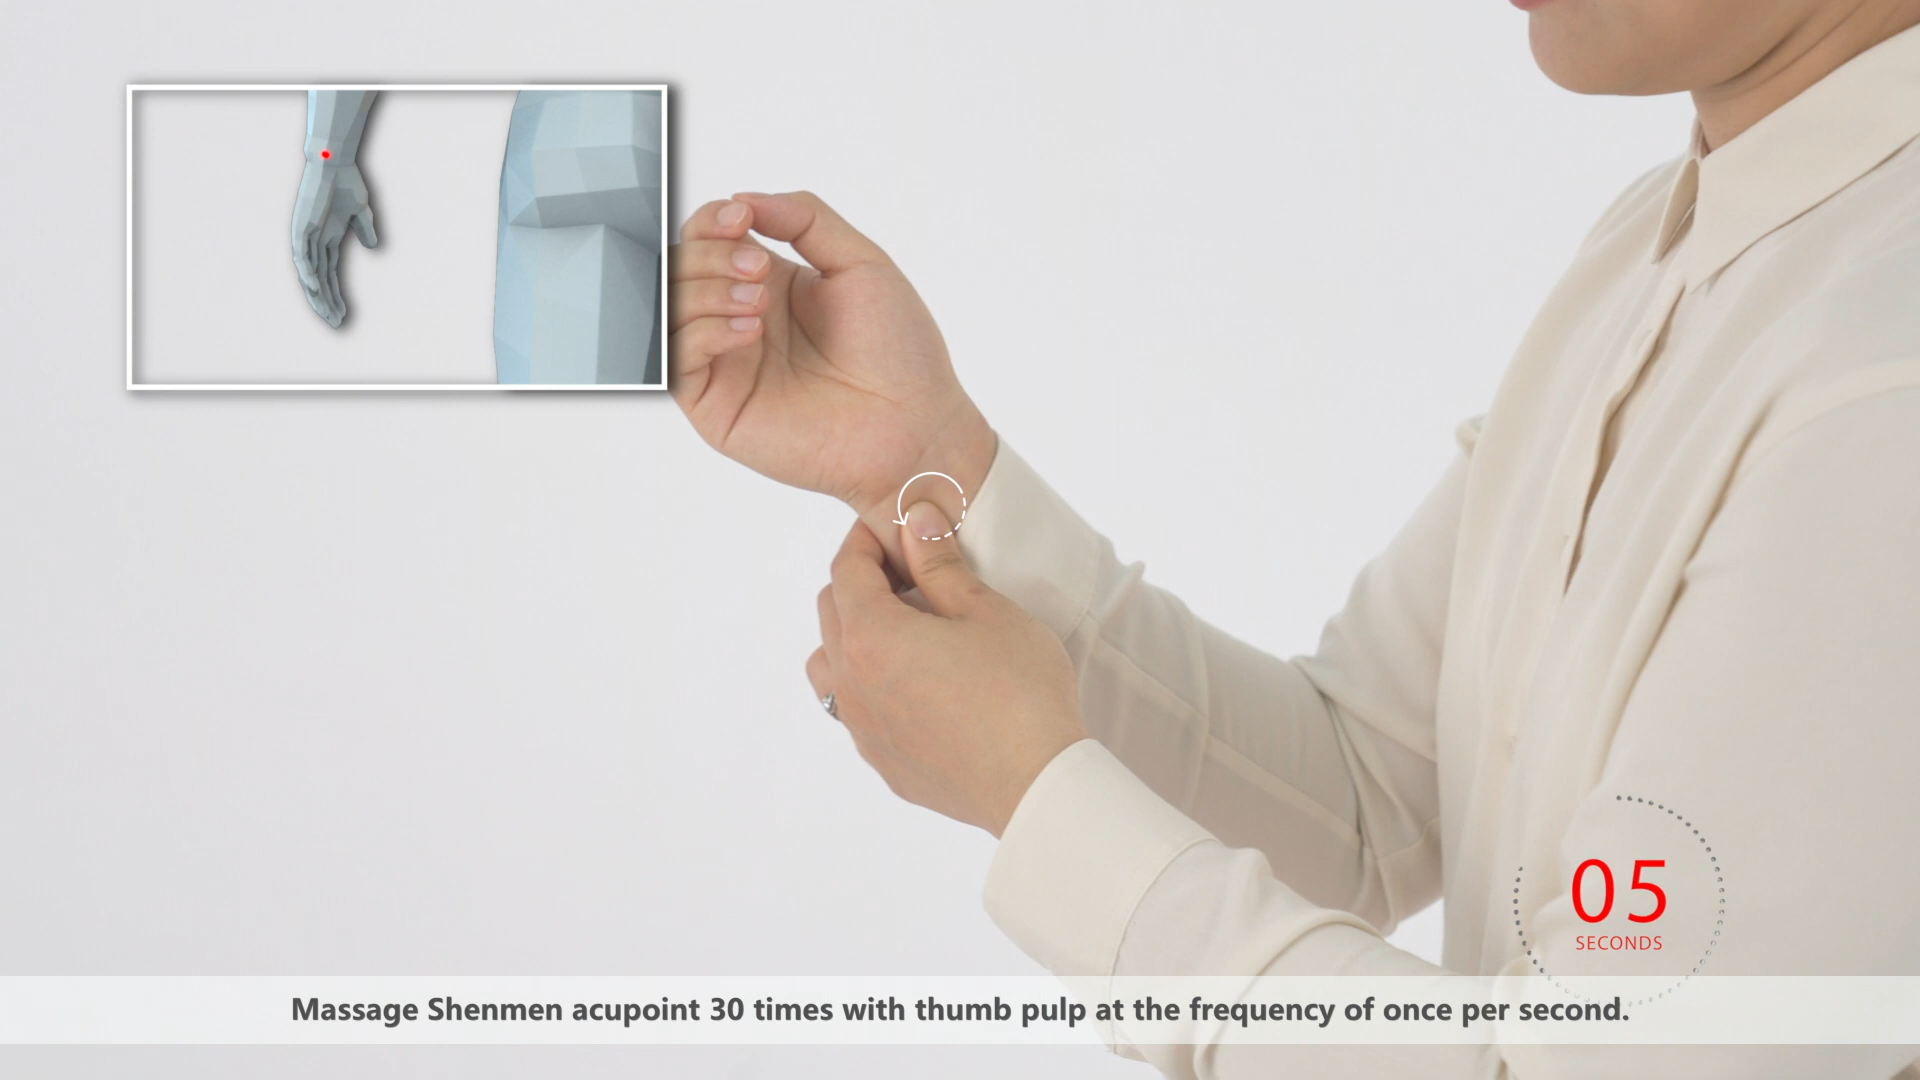 05
SECONDS
Massage Shenmen acupoint 30 times with thumb pulp at the frequency of once per second.